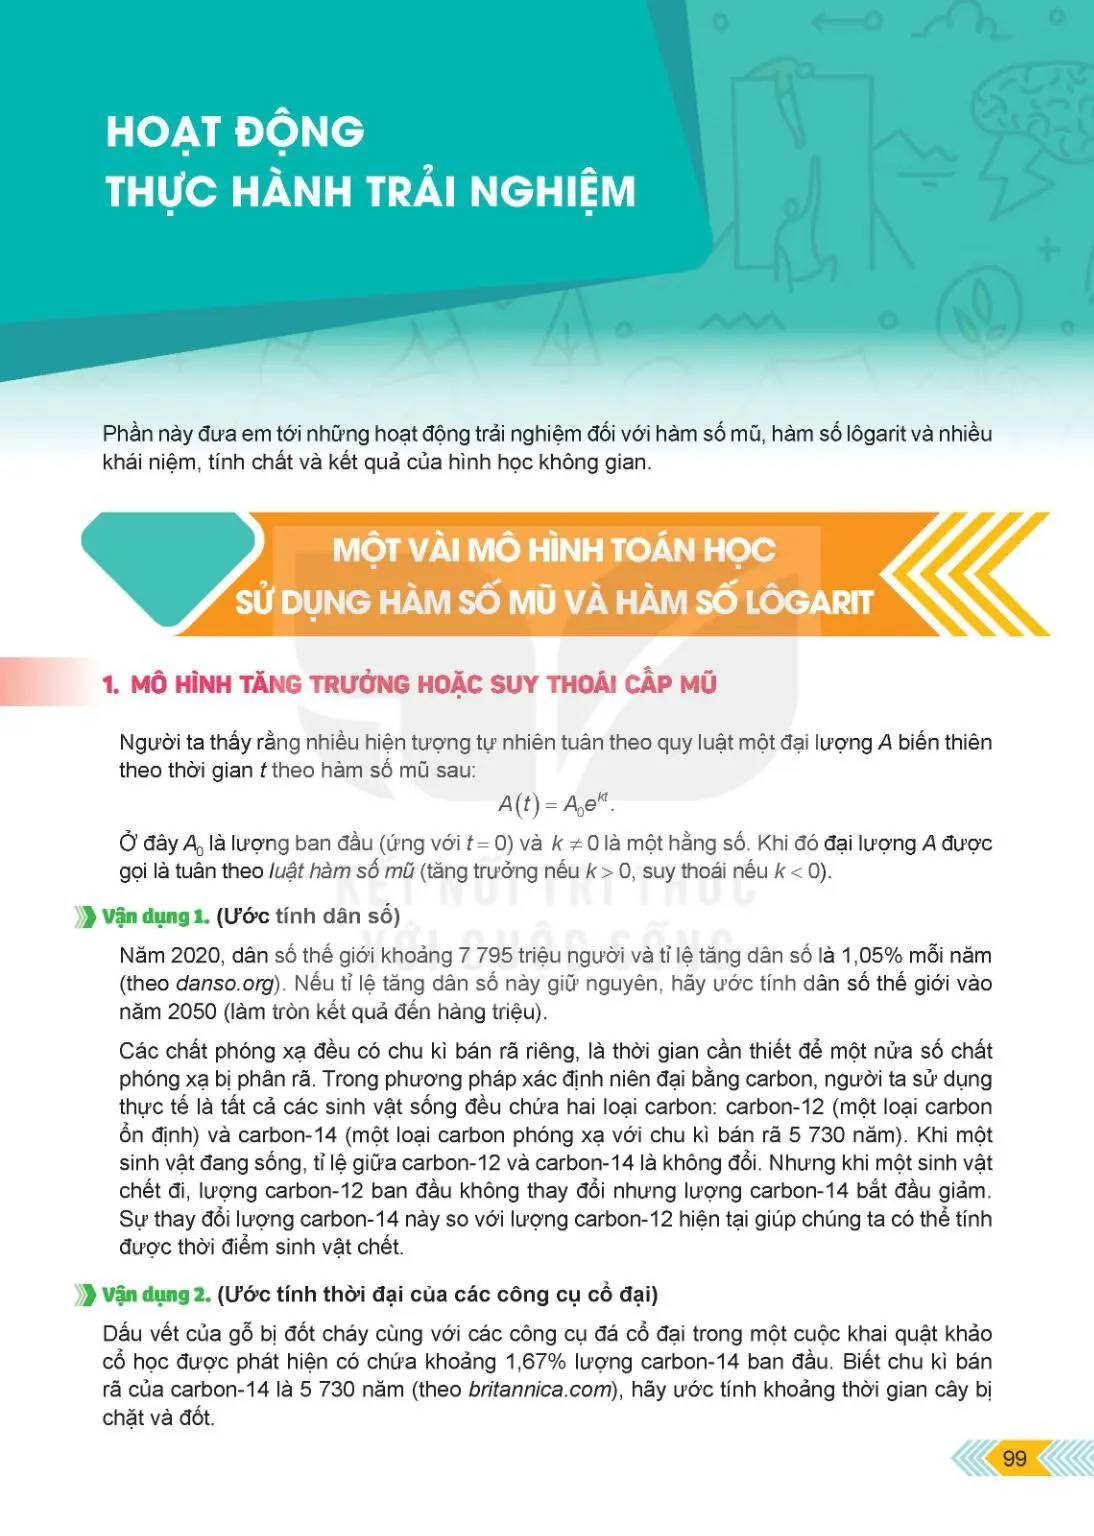 HOẠT ĐỘNG
THỰC HÀNH TRẢI NGHIỆM
Phần này đưa em tới những hoạt động trải nghiệm đối với hàm số mũ, hàm số lôgarit và nhiều
khái niệm, tính chất và kết quả của hình học không gian.
MỘT VÀI MÔ HÌNH TOÁN HỌC
SỬ DỤNG HÀM SỐ MŨ VÀ HÀM SỐ LÔGARIT
1. MÔ HÌNH TĂNG TRƯỞNG HOẶC SUY THOÁI CẤP MŨ
Người ta thấy rằng nhiều hiện tượng tự nhiên tuân theo quy luật một đại lượng A biến thiên
theo thời gian t theo hàm số mũ sau:
A(t) = A₀eᵏᵗ.
Ở đây A₀ là lượng ban đầu (ứng với t = 0) và k ≠ 0 là một hằng số. Khi đó đại lượng A được
gọi là tuân theo luật hàm số mũ (tăng trưởng nếu k > 0, suy thoái nếu k < 0).
KẾT NỐI TRI THỨC
VỚI CUỘC SỐNG
Vận dụng 1. (Ước tính dân số)
Năm 2020, dân số thế giới khoảng 7 795 triệu người và tỉ lệ tăng dân số là 1,05% mỗi năm
(theo danso.org). Nếu tỉ lệ tăng dân số này giữ nguyên, hãy ước tính dân số thế giới vào
năm 2050 (làm tròn kết quả đến hàng triệu).
Các chất phóng xạ đều có chu kì bán rã riêng, là thời gian cần thiết để một nửa số chất
phóng xạ bị phân rã. Trong phương pháp xác định niên đại bằng carbon, người ta sử dụng
thực tế là tất cả các sinh vật sống đều chứa hai loại carbon: carbon-12 (một loại carbon
ổn định) và carbon-14 (một loại carbon phóng xạ với chu kì bán rã 5 730 năm). Khi một
sinh vật đang sống, tỉ lệ giữa carbon-12 và carbon-14 là không đổi. Nhưng khi một sinh vật
chết đi, lượng carbon-12 ban đầu không thay đổi nhưng lượng carbon-14 bắt đầu giảm.
Sự thay đổi lượng carbon-14 này so với lượng carbon-12 hiện tại giúp chúng ta có thể tính
được thời điểm sinh vật chết.
Vận dụng 2. (Ước tính thời đại của các công cụ cổ đại)
Dấu vết của gỗ bị đốt cháy cùng với các công cụ đá cổ đại trong một cuộc khai quật khảo
cổ học được phát hiện có chứa khoảng 1,67% lượng carbon-14 ban đầu. Biết chu kì bán
rã của carbon-14 là 5 730 năm (theo britannica.com), hãy ước tính khoảng thời gian cây bị
chặt và đốt.
99